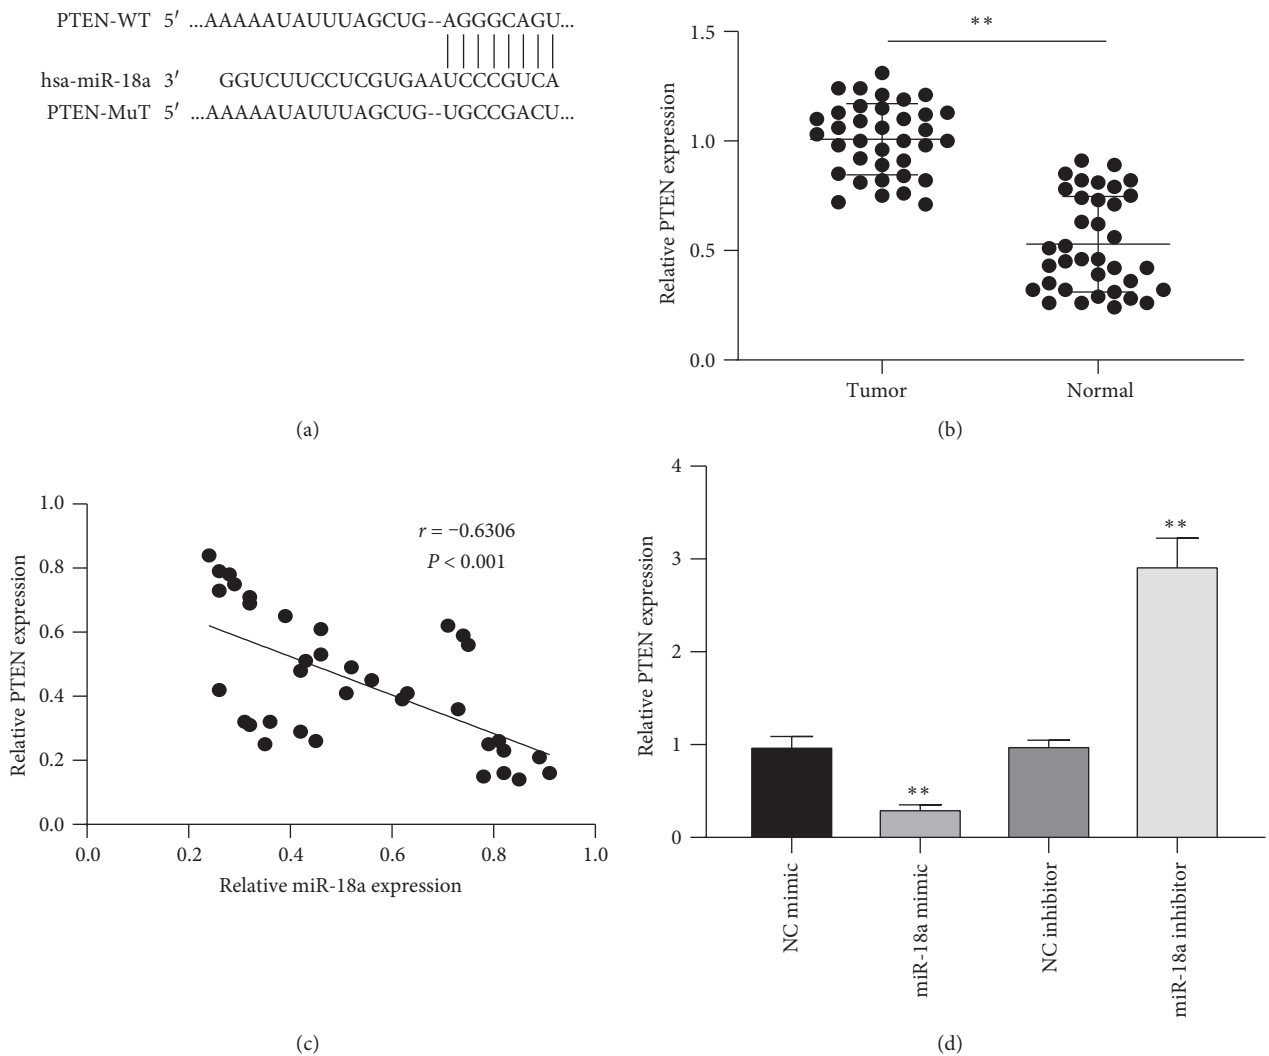 PTEN-WT 5′ ...AAAAAUAUUUAGCUG--AGGGCAGU...
hsa-miR-18a 3′ GGUCUUCCUCGUGAAUCCCGUCA
PTEN-MuT 5′ ...AAAAAUAUUUAGCUG--UGCCGACU...
(a)
**
1.5
1.0
0.5
0.0
Relative PTEN expression
Tumor
Normal
(b)
1.0
0.8
0.6
0.4
0.2
0.0
Relative PTEN expression
r = −0.6306
P < 0.001
0.0
0.2
0.4
0.6
0.8
1.0
Relative miR-18a expression
(c)
4
3
2
1
0
Relative PTEN expression
**
**
NC mimic
miR-18a mimic
NC inhibitor
miR-18a inhibitor
(d)